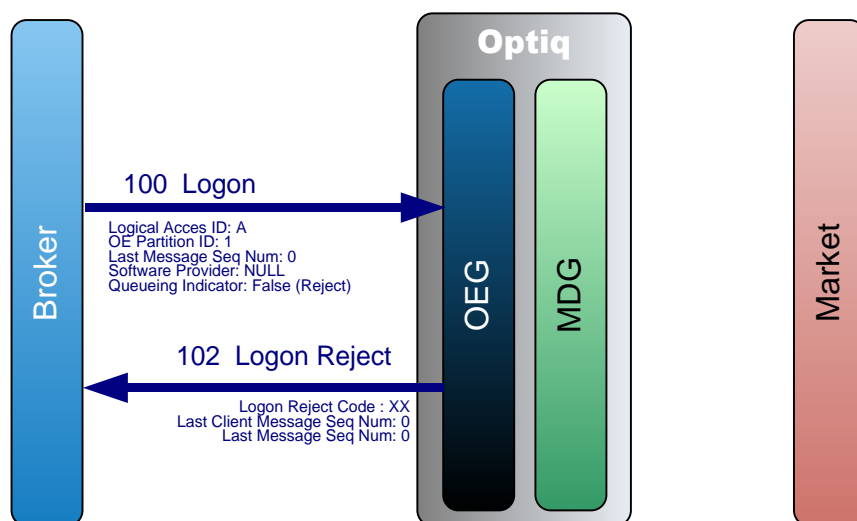 Optiq
100 Logon
Logical Acces ID: A
OE Partition ID: 1
Last Message Seq Num: 0
Software Provider: NULL
Queueing Indicator: False (Reject)
Broker
OEG
MDG
Market
102 Logon Reject
Logon Reject Code : XX
Last Client Message Seq Num: 0
Last Message Seq Num: 0